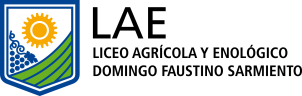 LAE
LICEO AGRÍCOLA Y ENOLÓGICO
DOMINGO FAUSTINO SARMIENTO